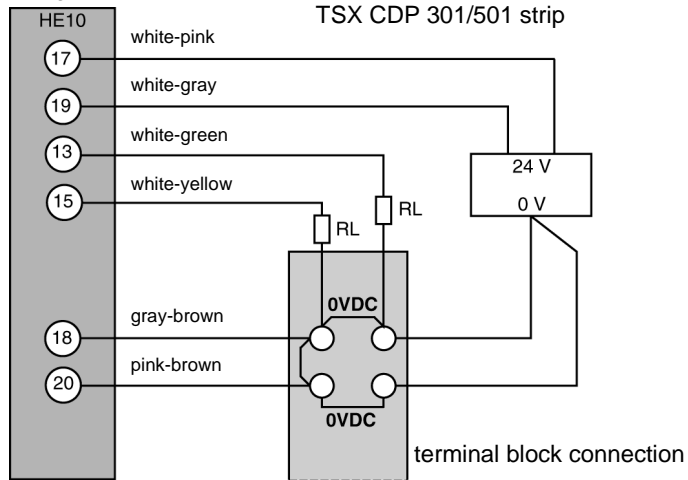 TSX CDP 301/501 strip
HE10
17
white-pink
19
white-gray
13
white-green
15
white-yellow
24 V
0 V
RL
RL
0VDC
18
gray-brown
20
pink-brown
0VDC
terminal block connection